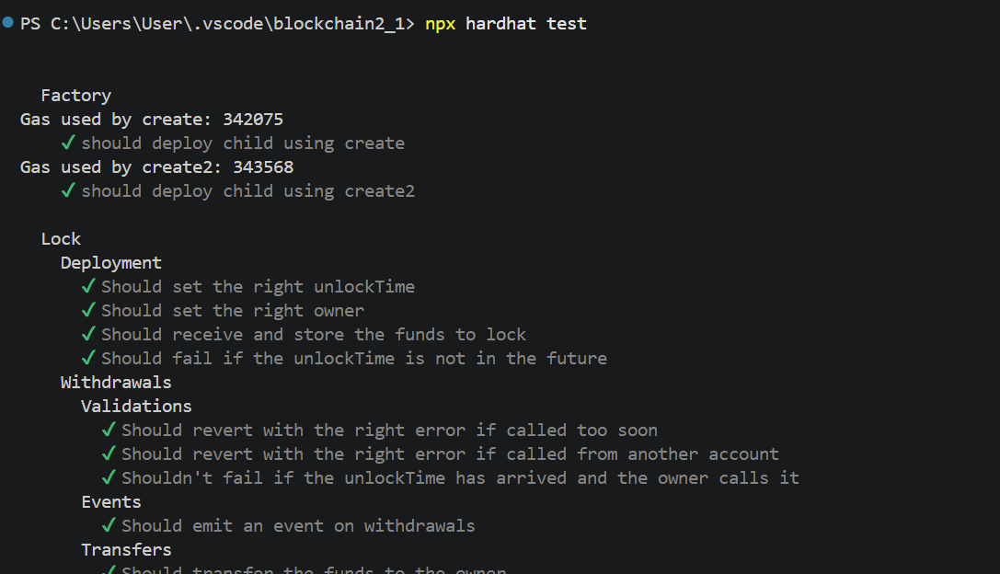 PS C:\Users\User\.vscode\blockchain2_1> npx hardhat test
Factory
Gas used by create: 342075
✓ should deploy child using create
Gas used by create2: 343568
✓ should deploy child using create2
Lock
Deployment
✓ Should set the right unlockTime
✓ Should set the right owner
✓ Should receive and store the funds to lock
✓ Should fail if the unlockTime is not in the future
Withdrawals
Validations
✓ Should revert with the right error if called too soon
✓ Should revert with the right error if called from another account
✓ Shouldn't fail if the unlockTime has arrived and the owner calls it
Events
✓ Should emit an event on withdrawals
Transfers
✓ Should transfer the funds to the owner